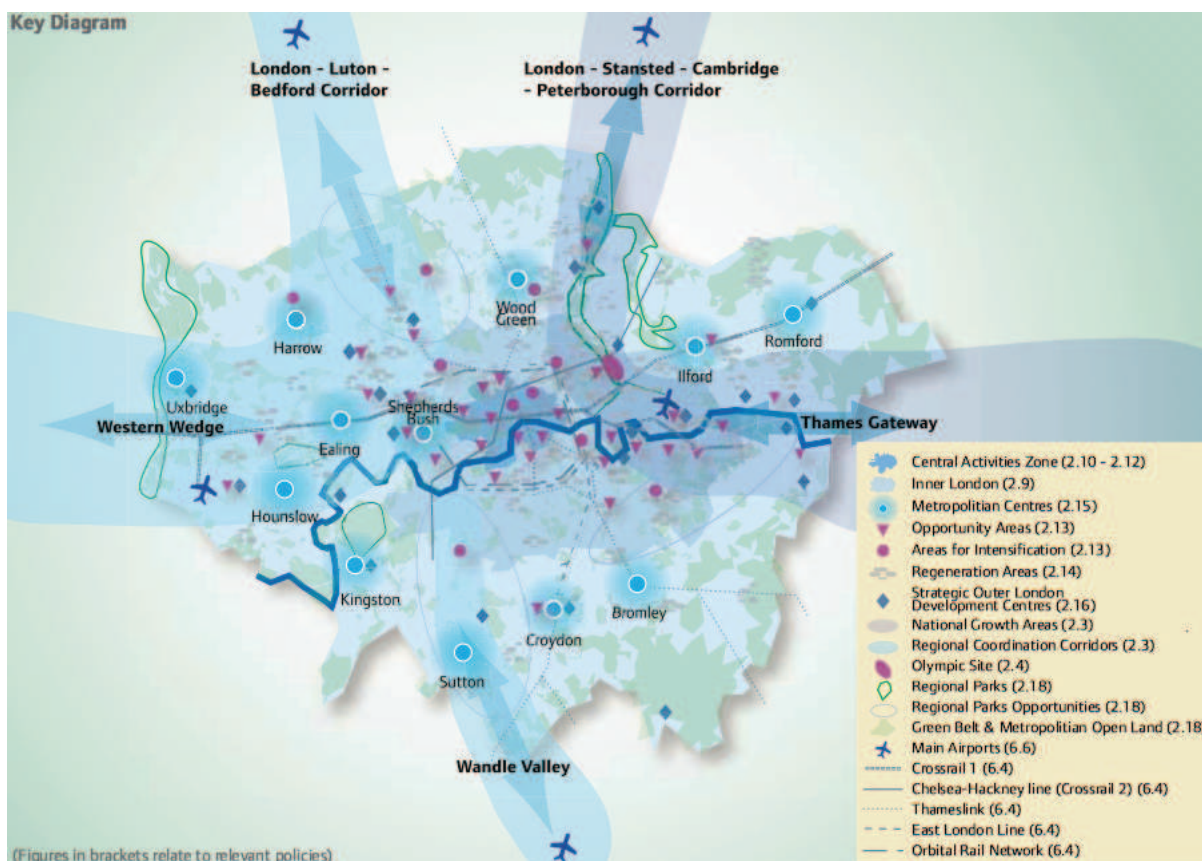 Key Diagram
London - Luton -
Bedford Corridor
London - Stansted - Cambridge
- Peterborough Corridor
Wood
Green
Harrow
Romford
Ilford
Uxbridge
Shepherds
Bush
Western Wedge
Thames Gateway
Ealing
Hounslow
Kingston
Croydon
Bromley
Sutton
Wandle Valley
Central Activities Zone (2.10 - 2.12)
Inner London (2.9)
Metropolitian Centres (2.15)
Opportunity Areas (2.13)
Areas for Intensification (2.13)
Regeneration Areas (2.14)
Strategic Outer London
Development Centres (2.16)
National Growth Areas (2.3)
Regional Coordination Corridors (2.3)
Olympic Site (2.4)
Regional Parks (2.18)
Regional Parks Opportunities (2.18)
Green Belt & Metropolitian Open Land (2.18
Main Airports (6.6)
Crossrail 1 (6.4)
Chelsea-Hackney line (Crossrail 2) (6.4)
Thameslink (6.4)
East London Line (6.4)
Orbital Rail Network (6.4)
(Figures in brackets relate to relevant policies)